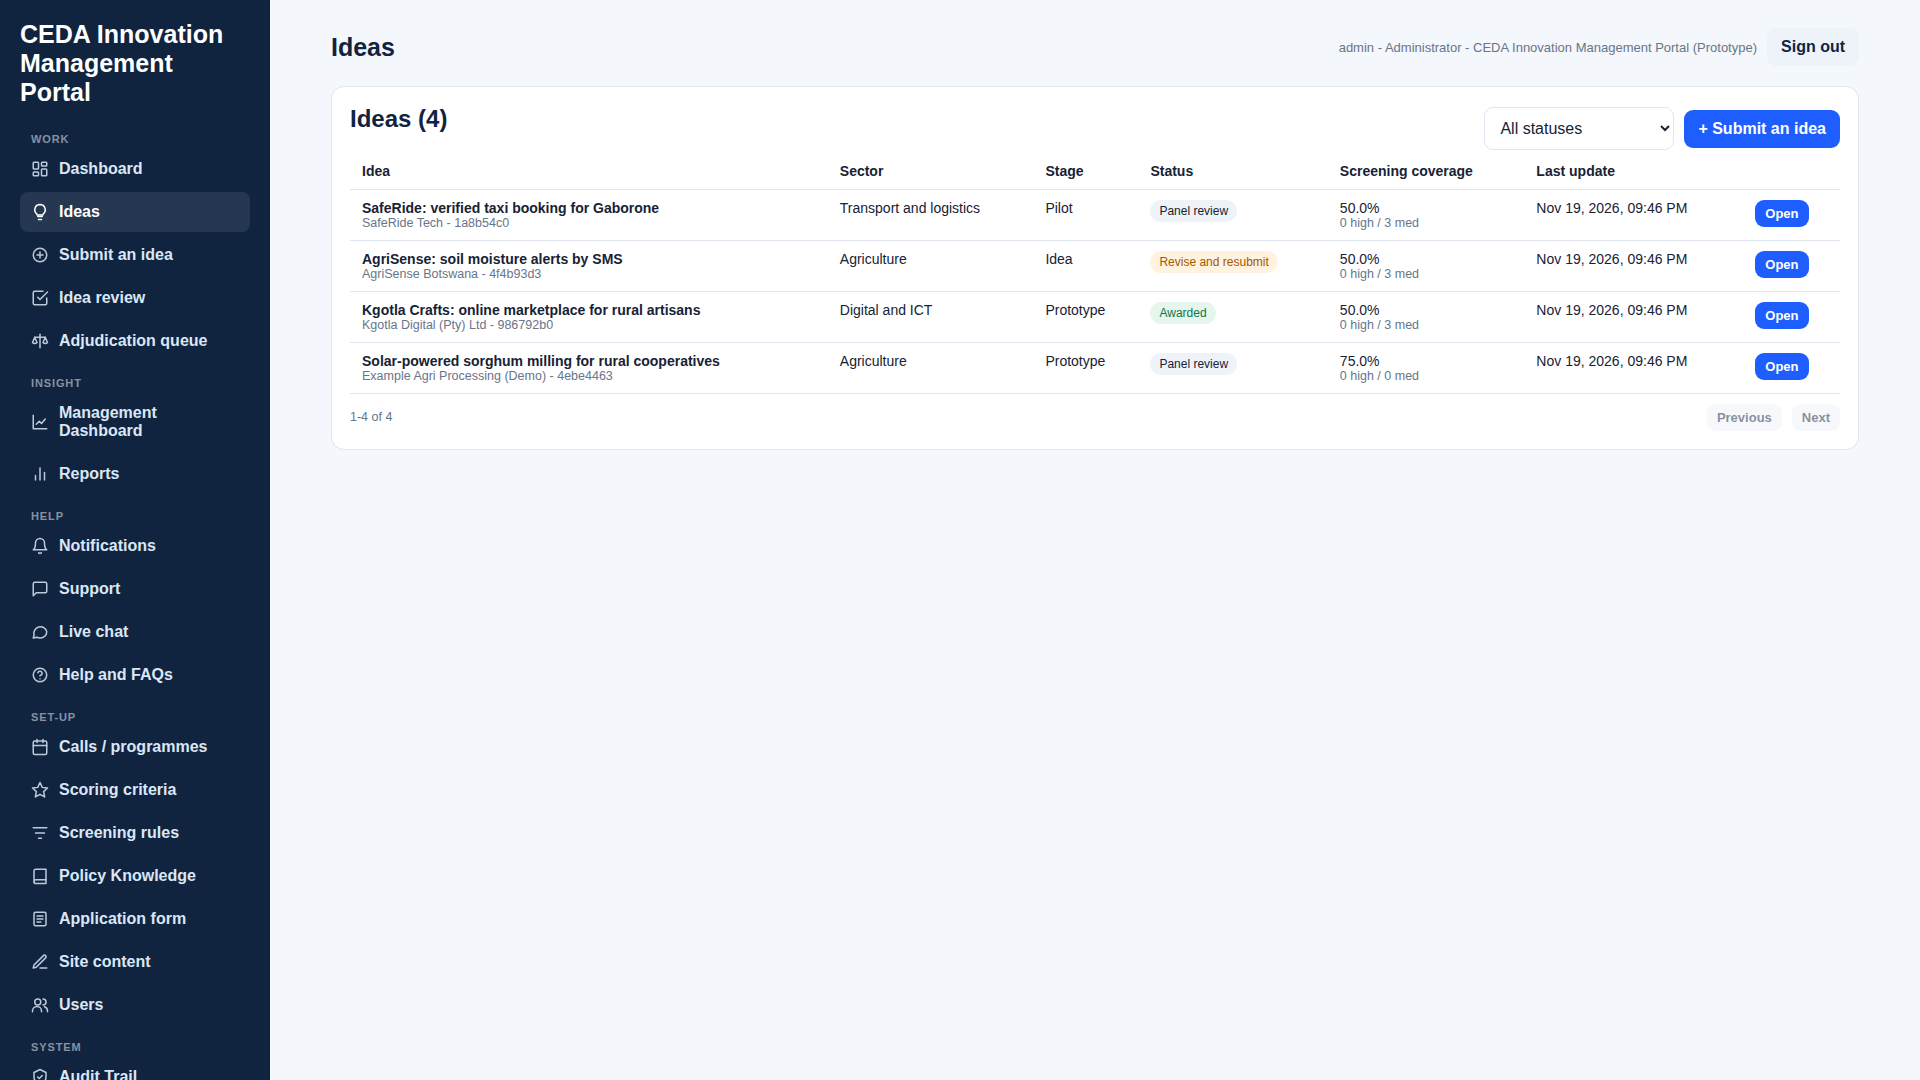 CEDA Innovation
Management
Portal
WORK
Dashboard
Ideas
Submit an idea
Idea review
Adjudication queue
INSIGHT
Management
Dashboard
Reports
HELP
Notifications
Support
Live chat
Help and FAQs
SET-UP
Calls / programmes
Scoring criteria
Screening rules
Policy Knowledge
Application form
Site content
Users
SYSTEM
Audit Trail
Ideas
admin - Administrator - CEDA Innovation Management Portal (Prototype)
Sign out
Ideas (4)
All statuses
+ Submit an idea
Idea Sector Stage Status Screening coverage Last update
SafeRide: verified taxi booking for Gaborone Transport and logistics Pilot Panel review 50.0% Nov 19, 2026, 09:46 PM Open
SafeRide Tech - 1a8b54c0 0 high / 3 med
AgriSense: soil moisture alerts by SMS Agriculture Idea Revise and resubmit 50.0% Nov 19, 2026, 09:46 PM Open
AgriSense Botswana - 4f4b93d3 0 high / 3 med
Kgotla Crafts: online marketplace for rural artisans Digital and ICT Prototype Awarded 50.0% Nov 19, 2026, 09:46 PM Open
Kgotla Digital (Pty) Ltd - 986792b0 0 high / 3 med
Solar-powered sorghum milling for rural cooperatives Agriculture Prototype Panel review 75.0% Nov 19, 2026, 09:46 PM Open
Example Agri Processing (Demo) - 4ebe4463 0 high / 0 med
1-4 of 4
Previous Next